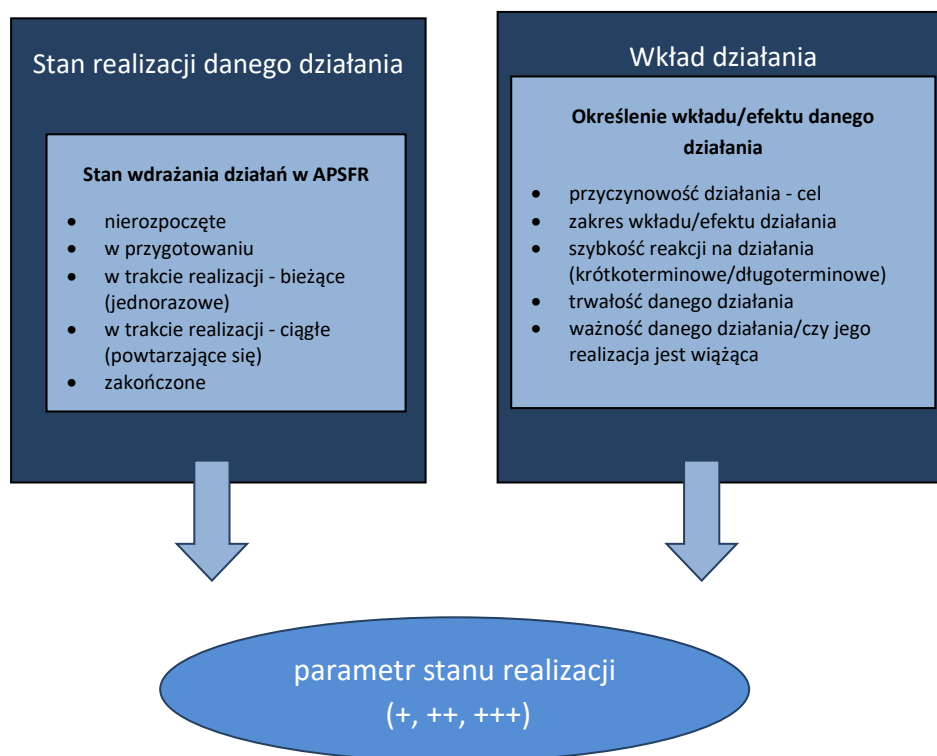 Stan realizacji danego działania
Stan wdrażania działań w APSFR
• nierozpoczęte
• w przygotowaniu
• w trakcie realizacji - bieżące
(jednorazowe)
• w trakcie realizacji - ciągłe
(powtarzające się)
• zakończone
Wkład działania
Określenie wkładu/efektu danego
działania
• przyczynowość działania - cel
• zakres wkładu/efektu działania
• szybkość reakcji na działania
(krótkoterminowe/długoterminowe)
• trwałość danego działania
• ważność danego działania/czy jego
realizacja jest wiążąca
parametr stanu realizacji
(+, ++, +++)